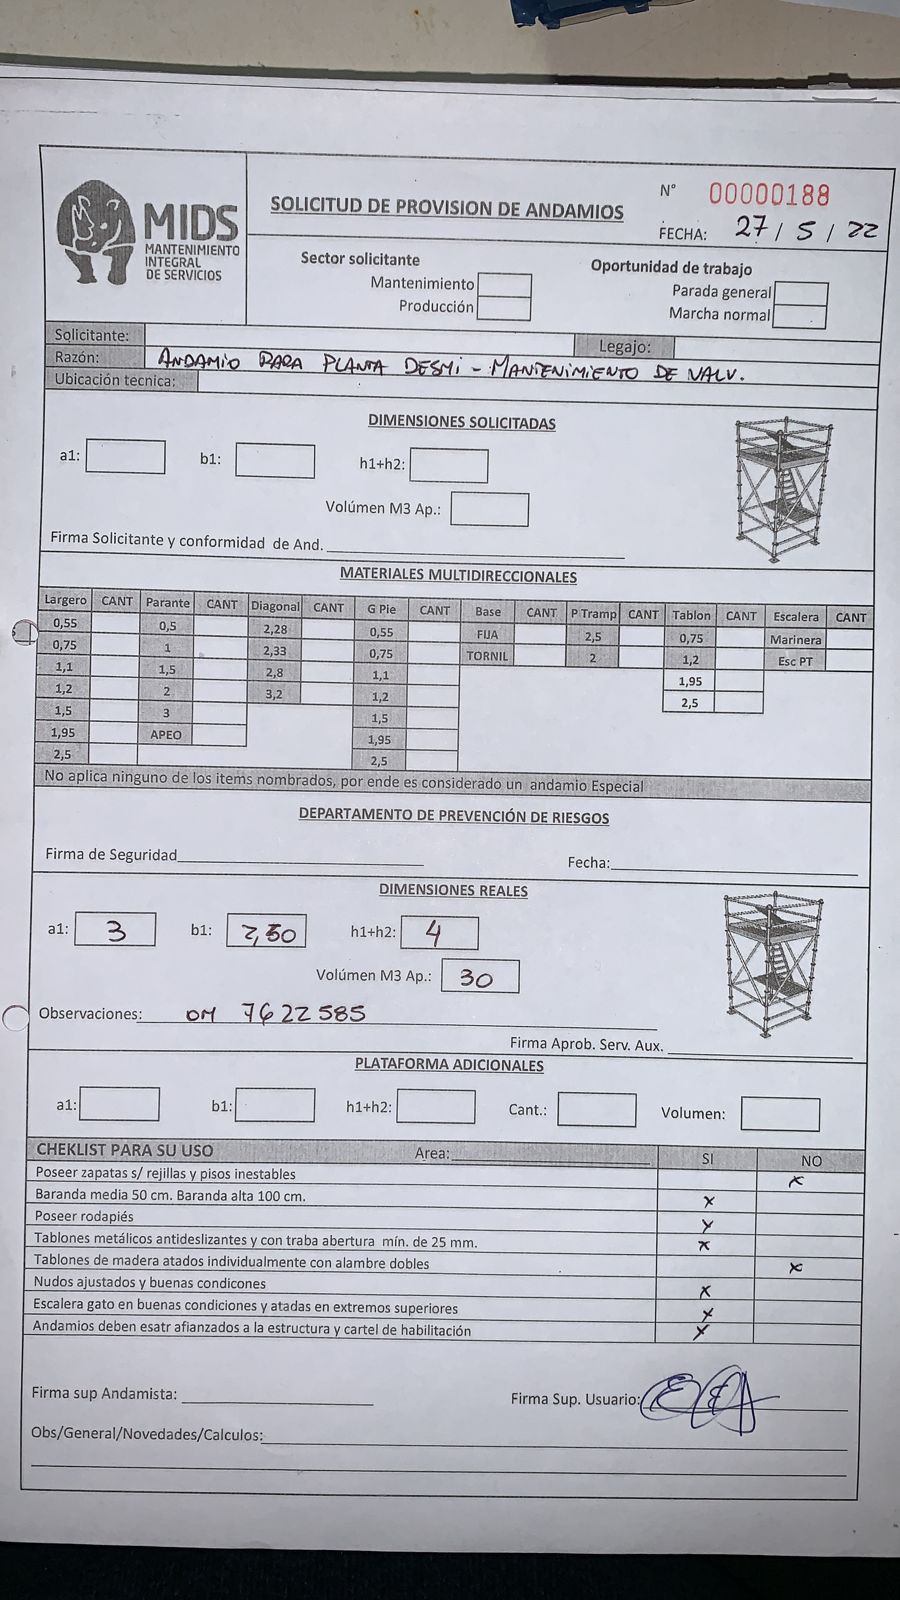 MIDS
MANTENIMIENTO
INTEGRAL
DE SERVICIOS
SOLICITUD DE PROVISION DE ANDAMIOS
N° 00000188
FECHA: 27 / 5 / 22
Sector solicitante
Mantenimiento
Producción
Oportunidad de trabajo
Parada general
Marcha normal
Solicitante: Legajo:
Razón: ANDAMIO PARA PLANTA DESMI - MANTENIMIENTO DE VALV.
Ubicación tecnica:
DIMENSIONES SOLICITADAS
a1: b1: h1+h2:
Volúmen M3 Ap.:
Firma Solicitante y conformidad de And.
MATERIALES MULTIDIRECCIONALES
Largero CANT Parante CANT Diagonal CANT G Pie CANT Base CANT P Tramp CANT Tablon CANT Escalera CANT
0,55 0,5 2,28 0,55 FIJA 2,5 0,75 Marinera
0,75 1 2,33 0,75 TORNIL 2 1,2 Esc PT
1,1 1,5 2,8 1,1 1,95
1,2 2 3,2 1,2 2,5
1,5 3 1,5
1,95 APEO 1,95
2,5 2,5
No aplica ninguno de los items nombrados, por ende es considerado un andamio Especial
DEPARTAMENTO DE PREVENCIÓN DE RIESGOS
Firma de Seguridad Fecha:
DIMENSIONES REALES
a1: 3 b1: 2,50 h1+h2: 4
Volúmen M3 Ap.: 30
Observaciones: OM 7622585
Firma Aprob. Serv. Aux.
PLATAFORMA ADICIONALES
a1: b1: h1+h2: Cant.: Volumen:
CHEKLIST PARA SU USO Area: SI NO
Poseer zapatas s/ rejillas y pisos inestables x
Baranda media 50 cm. Baranda alta 100 cm. x
Poseer rodapiés x
Tablones metálicos antideslizantes y con traba abertura mín. de 25 mm. x
Tablones de madera atados individualmente con alambre dobles x
Nudos ajustados y buenas condicones x
Escalera gato en buenas condiciones y atadas en extremos superiores x
Andamios deben esatr afianzados a la estructura y cartel de habilitación x
Firma sup Andamista: Firma Sup. Usuario:
Obs/General/Novedades/Calculos: